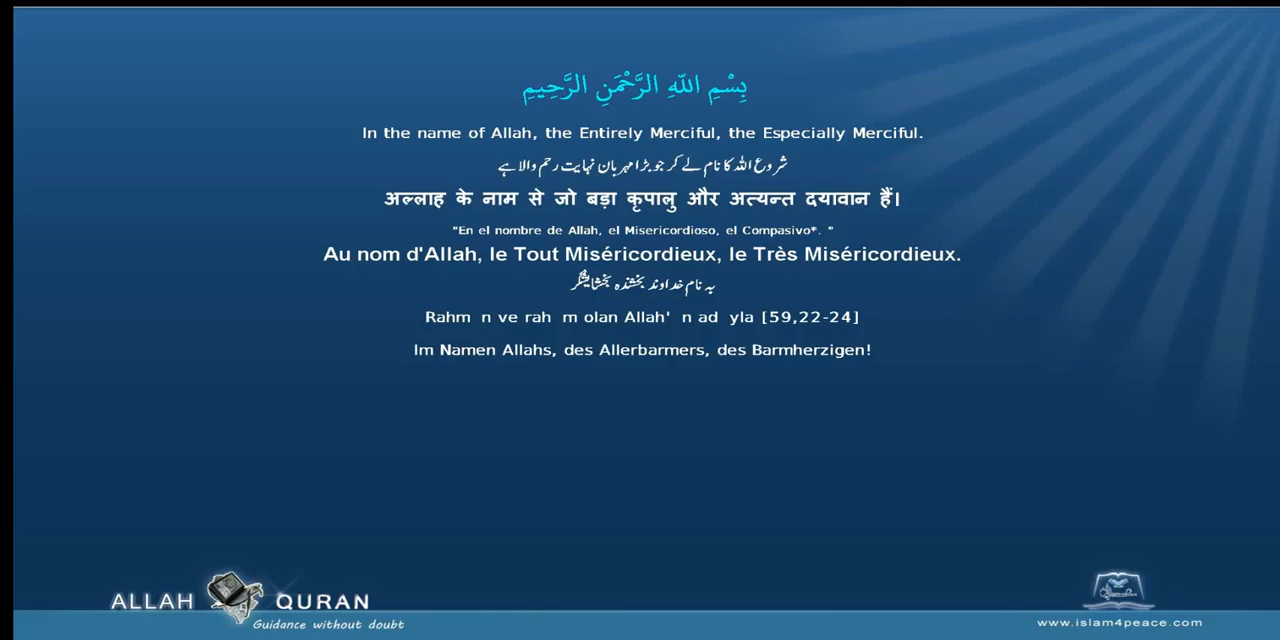 بِسْمِ اللّٰهِ الرَّحْمٰنِ الرَّحِيمِ
In the name of Allah, the Entirely Merciful, the Especially Merciful.
شروع الله کا نام لے کر جو بڑا مہربان نہایت رحم والا ہے
अल्लाह के नाम से जो बड़ा कृपालु और अत्यन्त दयावान हैं।
"En el nombre de Allah, el Misericordioso, el Compasivo*. "
Au nom d'Allah, le Tout Miséricordieux, le Très Miséricordieux.
به نام خداوند بخشنده بخشایشگر
Rahm n ve rah m olan Allah' n ad yla [59,22-24]
Im Namen Allahs, des Allerbarmers, des Barmherzigen!
ALLAH QURAN
Guidance without doubt
www.islam4peace.com